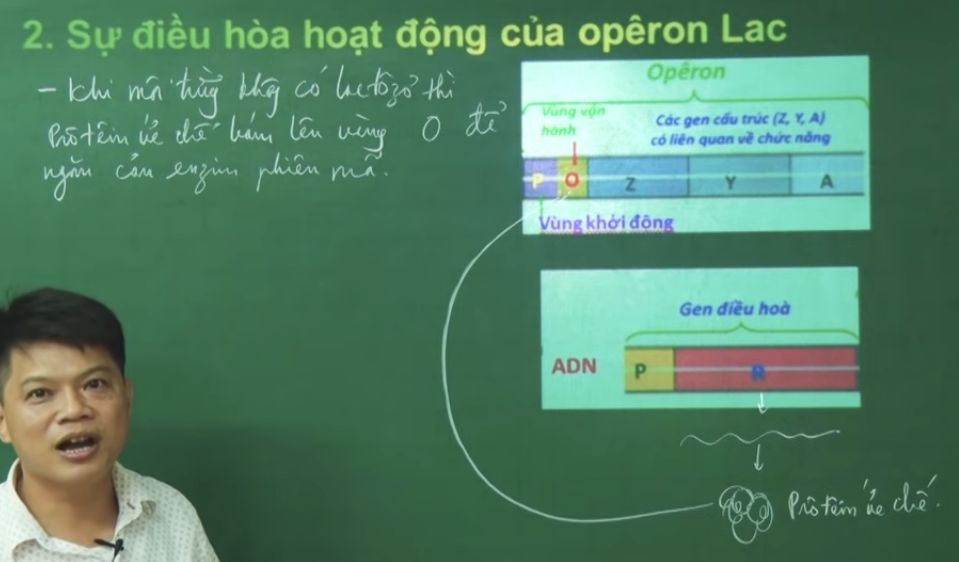 2. Sự điều hòa hoạt động của opêron Lac
- Khi môi trường không có lactôzơ thì
Prôtêin ức chế bám lên vùng O để
ngăn cản enzim phiên mã.
Opêron
Vùng vận
hành
Các gen cấu trúc (Z, Y, A)
có liên quan về chức năng
P O Z Y A
Vùng khởi động
Gen điều hoà
ADN P R
Prôtêin ức chế.